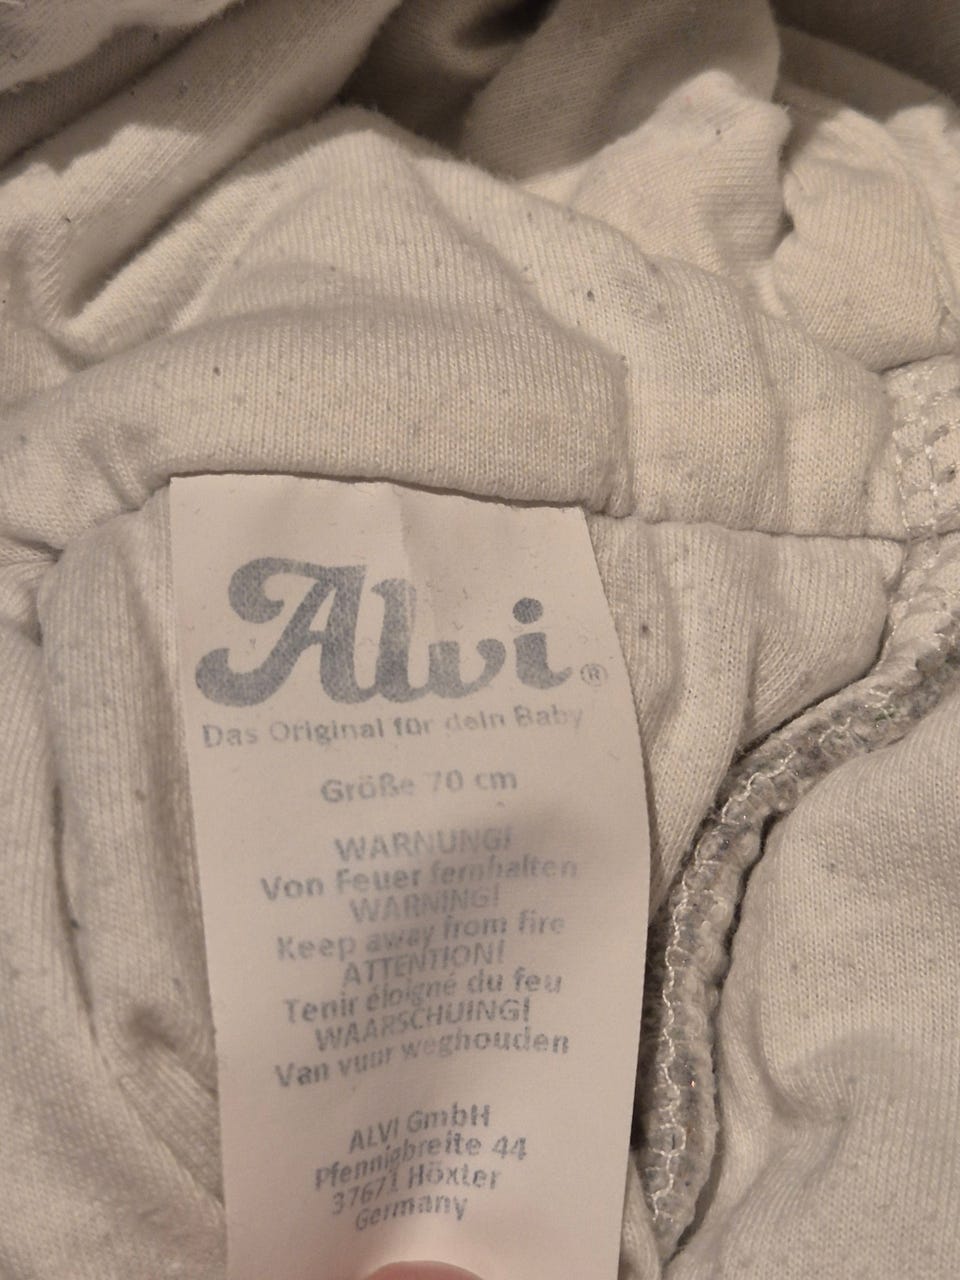 Alvi®
Das Original für dein Baby
Größe 70 cm
WARNUNG!
Von Feuer fernhalten
WARNING!
Keep away from fire
ATTENTION!
Tenir éloigné du feu
WAARSCHUING!
Van vuur weghouden
ALVI GmbH
Pfennigbreite 44
37671 Höxter
Germany